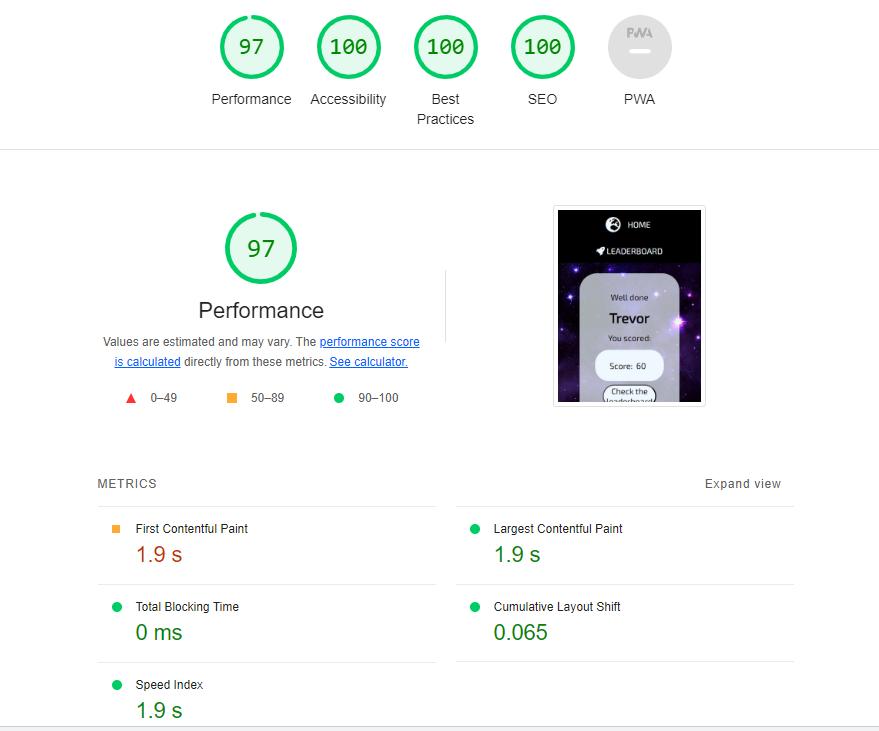 97
100
100
100
PWA
Performance
Accessibility
Best
Practices
SEO
PWA
97
Performance
Values are estimated and may vary. The performance score
is calculated directly from these metrics. See calculator.
0–49
50–89
90–100
HOME
LEADERBOARD
Well done
Trevor
You scored:
Score: 60
Check the
leaderboard
METRICS
Expand view
First Contentful Paint
1.9 s
Largest Contentful Paint
1.9 s
Total Blocking Time
0 ms
Cumulative Layout Shift
0.065
Speed Index
1.9 s